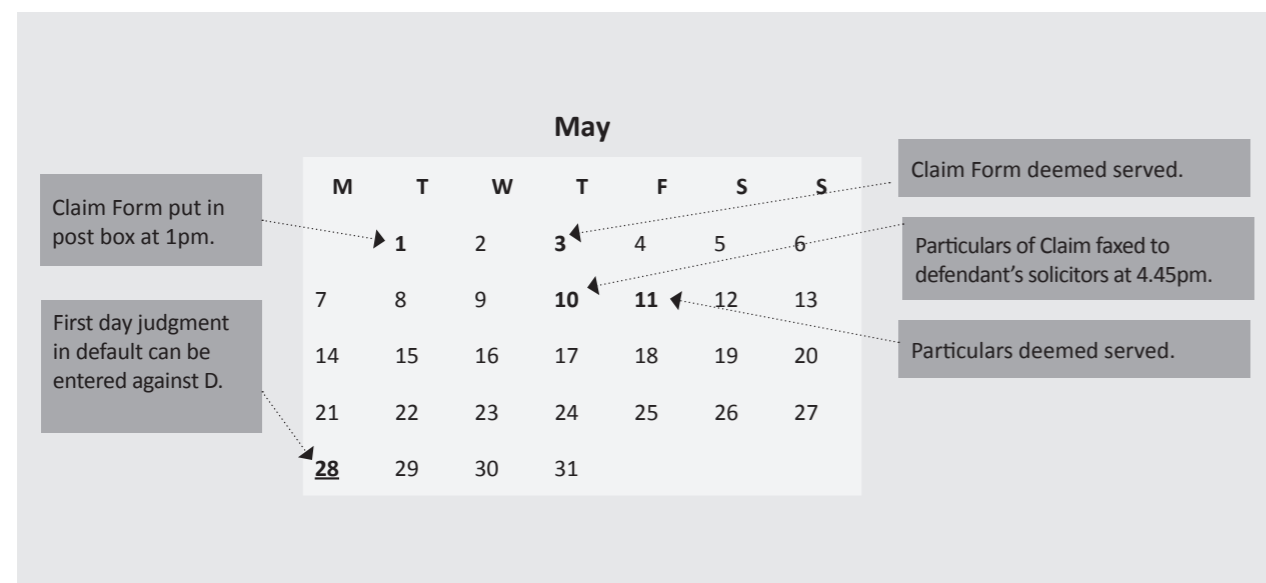 May
Claim Form put in
post box at 1pm.
First day judgment
in default can be
entered against D.
M T W T F S S
1 2 3 4 5 6
7 8 9 10 11 12 13
14 15 16 17 18 19 20
21 22 23 24 25 26 27
28 29 30 31
Claim Form deemed served.
Particulars of Claim faxed to
defendant’s solicitors at 4.45pm.
Particulars deemed served.